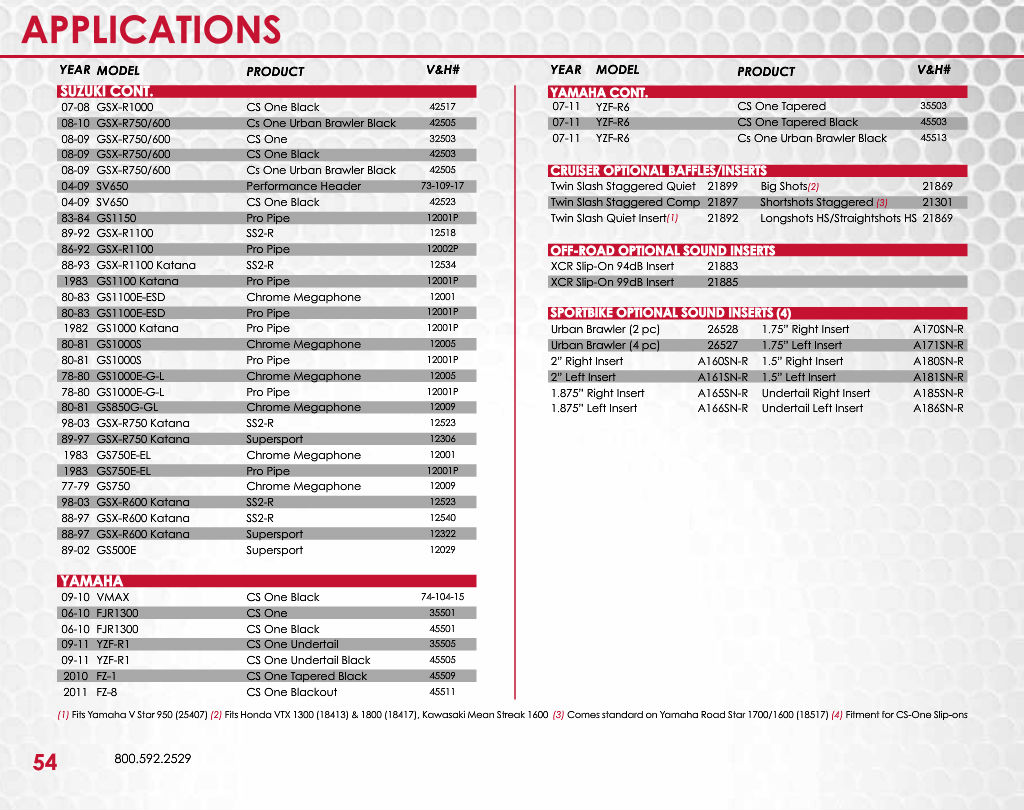 APPLICATIONS
YEAR MODEL PRODUCT V&H#
SUZUKI CONT.
07-08 GSX-R1000 CS One Black 42517
08-10 GSX-R750/600 Cs One Urban Brawler Black 42505
08-09 GSX-R750/600 CS One 32503
08-09 GSX-R750/600 CS One Black 42503
08-09 GSX-R750/600 Cs One Urban Brawler Black 42505
04-09 SV650 Performance Header 73-109-17
04-09 SV650 CS One Black 42523
83-84 GS1150 Pro Pipe 12001P
89-92 GSX-R1100 SS2-R 12518
86-92 GSX-R1100 Pro Pipe 12002P
88-93 GSX-R1100 Katana SS2-R 12534
1983 GS1100 Katana Pro Pipe 12001P
80-83 GS1100E-ESD Chrome Megaphone 12001
80-83 GS1100E-ESD Pro Pipe 12001P
1982 GS1000 Katana Pro Pipe 12001P
80-81 GS1000S Chrome Megaphone 12005
80-81 GS1000S Pro Pipe 12001P
78-80 GS1000E-G-L Chrome Megaphone 12005
78-80 GS1000E-G-L Pro Pipe 12001P
80-81 GS850G-GL Chrome Megaphone 12009
98-03 GSX-R750 Katana SS2-R 12523
89-97 GSX-R750 Katana Supersport 12306
1983 GS750E-EL Chrome Megaphone 12001
1983 GS750E-EL Pro Pipe 12001P
77-79 GS750 Chrome Megaphone 12009
98-03 GSX-R600 Katana SS2-R 12523
88-97 GSX-R600 Katana SS2-R 12540
88-97 GSX-R600 Katana Supersport 12322
89-02 GS500E Supersport 12029
YAMAHA
09-10 VMAX CS One Black 74-104-15
06-10 FJR1300 CS One 35501
06-10 FJR1300 CS One Black 45501
09-11 YZF-R1 CS One Undertail 35505
09-11 YZF-R1 CS One Undertail Black 45505
2010 FZ-1 CS One Tapered Black 45509
2011 FZ-8 CS One Blackout 45511
YEAR MODEL PRODUCT V&H#
YAMAHA CONT.
07-11 YZF-R6 CS One Tapered 35503
07-11 YZF-R6 CS One Tapered Black 45503
07-11 YZF-R6 Cs One Urban Brawler Black 45513
CRUISER OPTIONAL BAFFLES/INSERTS
Twin Slash Staggered Quiet 21899 Big Shots(2) 21869
Twin Slash Staggered Comp 21897 Shortshots Staggered (3) 21301
Twin Slash Quiet Insert(1) 21892 Longshots HS/Straightshots HS 21869
OFF-ROAD OPTIONAL SOUND INSERTS
XCR Slip-On 94dB Insert 21883
XCR Slip-On 99dB Insert 21885
SPORTBIKE OPTIONAL SOUND INSERTS (4)
Urban Brawler (2 pc) 26528 1.75" Right Insert A170SN-R
Urban Brawler (4 pc) 26527 1.75" Left Insert A171SN-R
2" Right Insert A160SN-R 1.5" Right Insert A180SN-R
2" Left Insert A161SN-R 1.5" Left Insert A181SN-R
1.875" Right Insert A165SN-R Undertail Right Insert A185SN-R
1.875" Left Insert A166SN-R Undertail Left Insert A186SN-R
(1) Fits Yamaha V Star 950 (25407) (2) Fits Honda VTX 1300 (18413) & 1800 (18417), Kawasaki Mean Streak 1600 (3) Comes standard on Yamaha Road Star 1700/1600 (18517) (4) Fitment for CS-One Slip-ons
54 800.592.2529